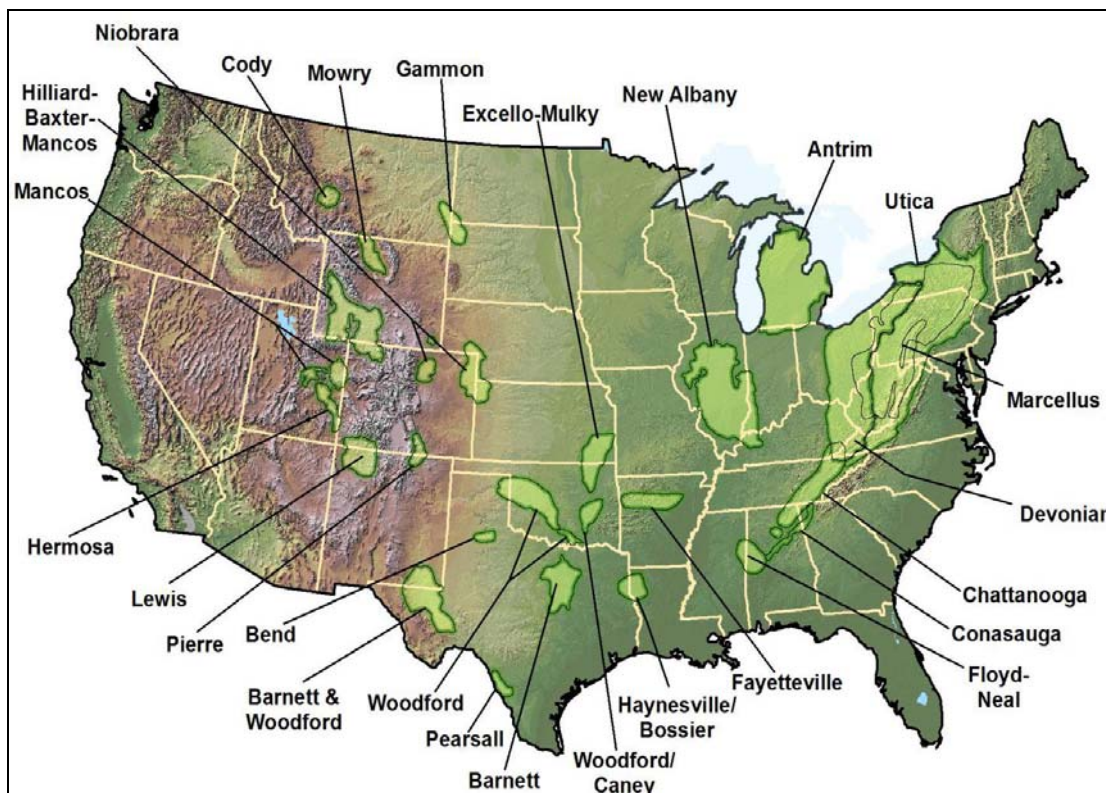 Niobrara
Cody
Mowry
Gammon
Hilliard-
Baxter-
Mancos
Excello-Mulky
New Albany
Antrim
Mancos
Utica
Marcellus
Devonian
Hermosa
Lewis
Pierre
Bend
Chattanooga
Conasauga
Floyd-
Neal
Barnett &
Woodford
Woodford
Pearsall
Barnett
Woodford/
Caney
Haynesville/
Bossier
Fayetteville